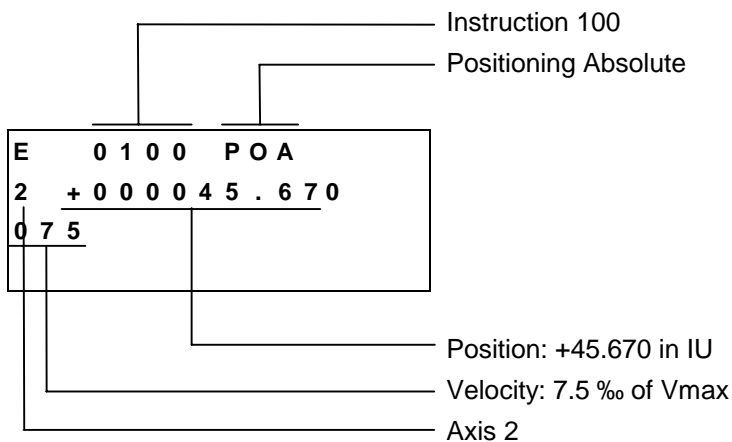 Instruction 100
Positioning Absolute
E 0100 POA
2 +000045.670
075
Position: +45.670 in IU
Velocity: 7.5 ‰ of Vmax
Axis 2